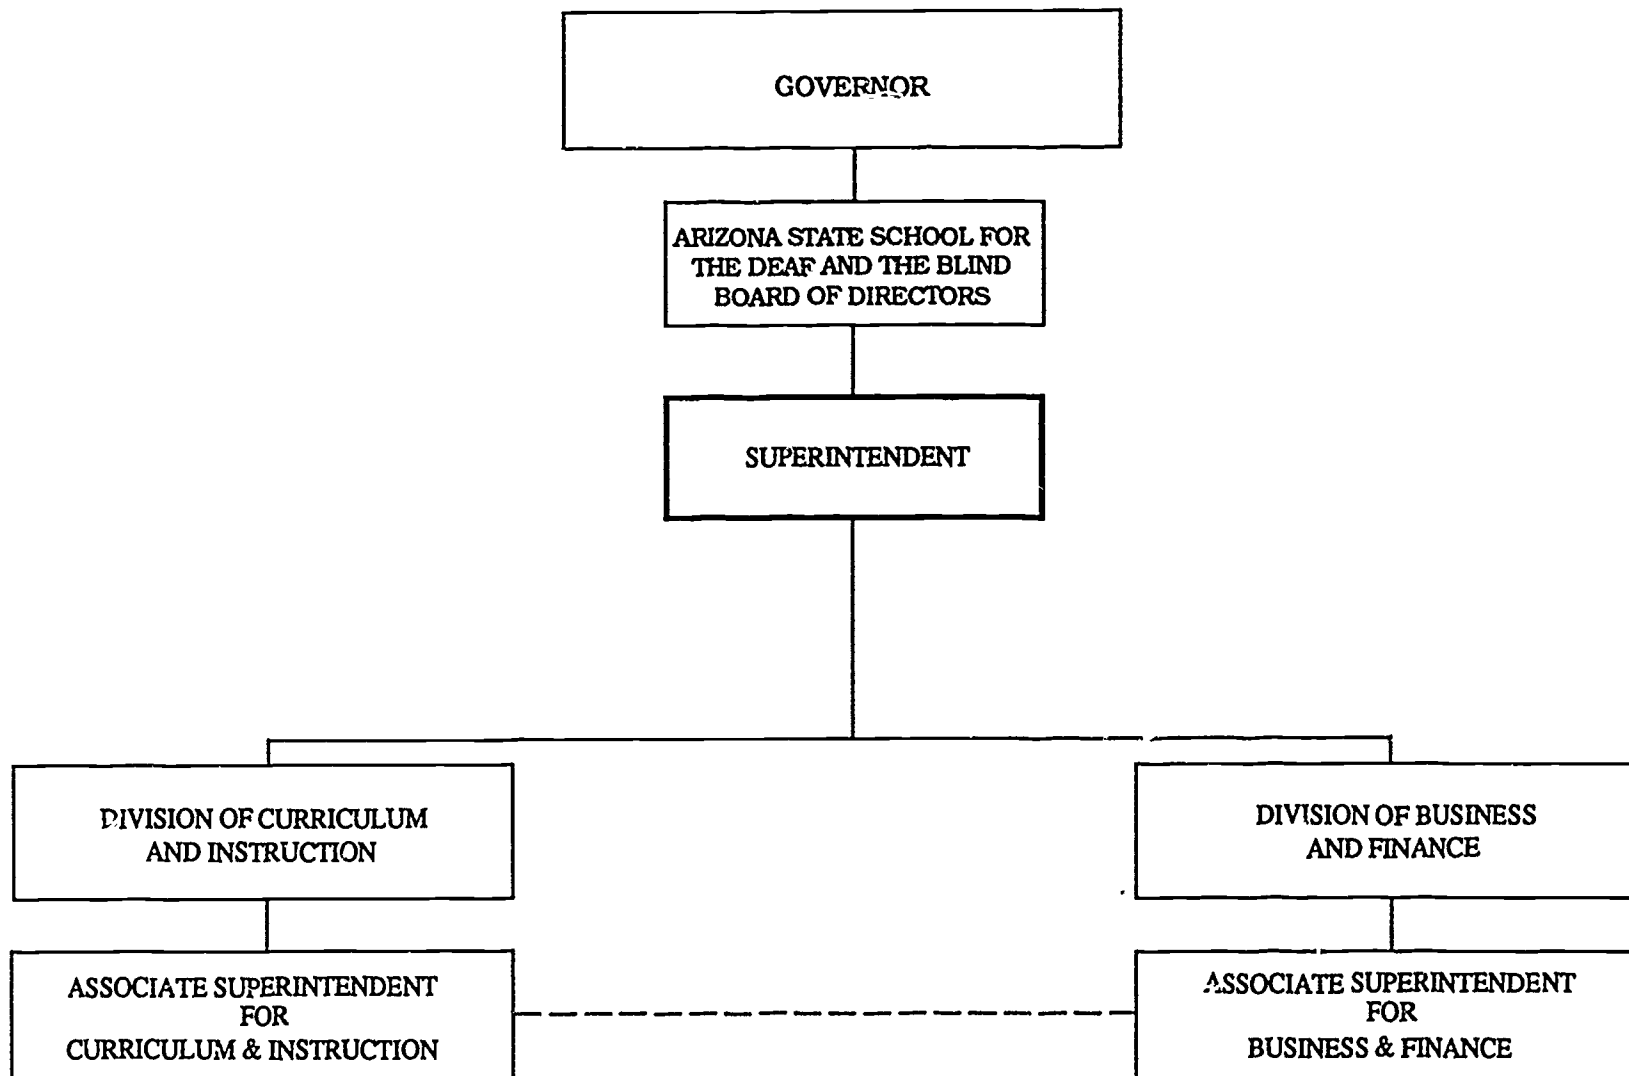 GOVERNOR
ARIZONA STATE SCHOOL FOR
THE DEAF AND THE BLIND
BOARD OF DIRECTORS
SUPERINTENDENT
DIVISION OF CURRICULUM
AND INSTRUCTION
DIVISION OF BUSINESS
AND FINANCE
ASSOCIATE SUPERINTENDENT
FOR
CURRICULUM & INSTRUCTION
ASSOCIATE SUPERINTENDENT
FOR
BUSINESS & FINANCE